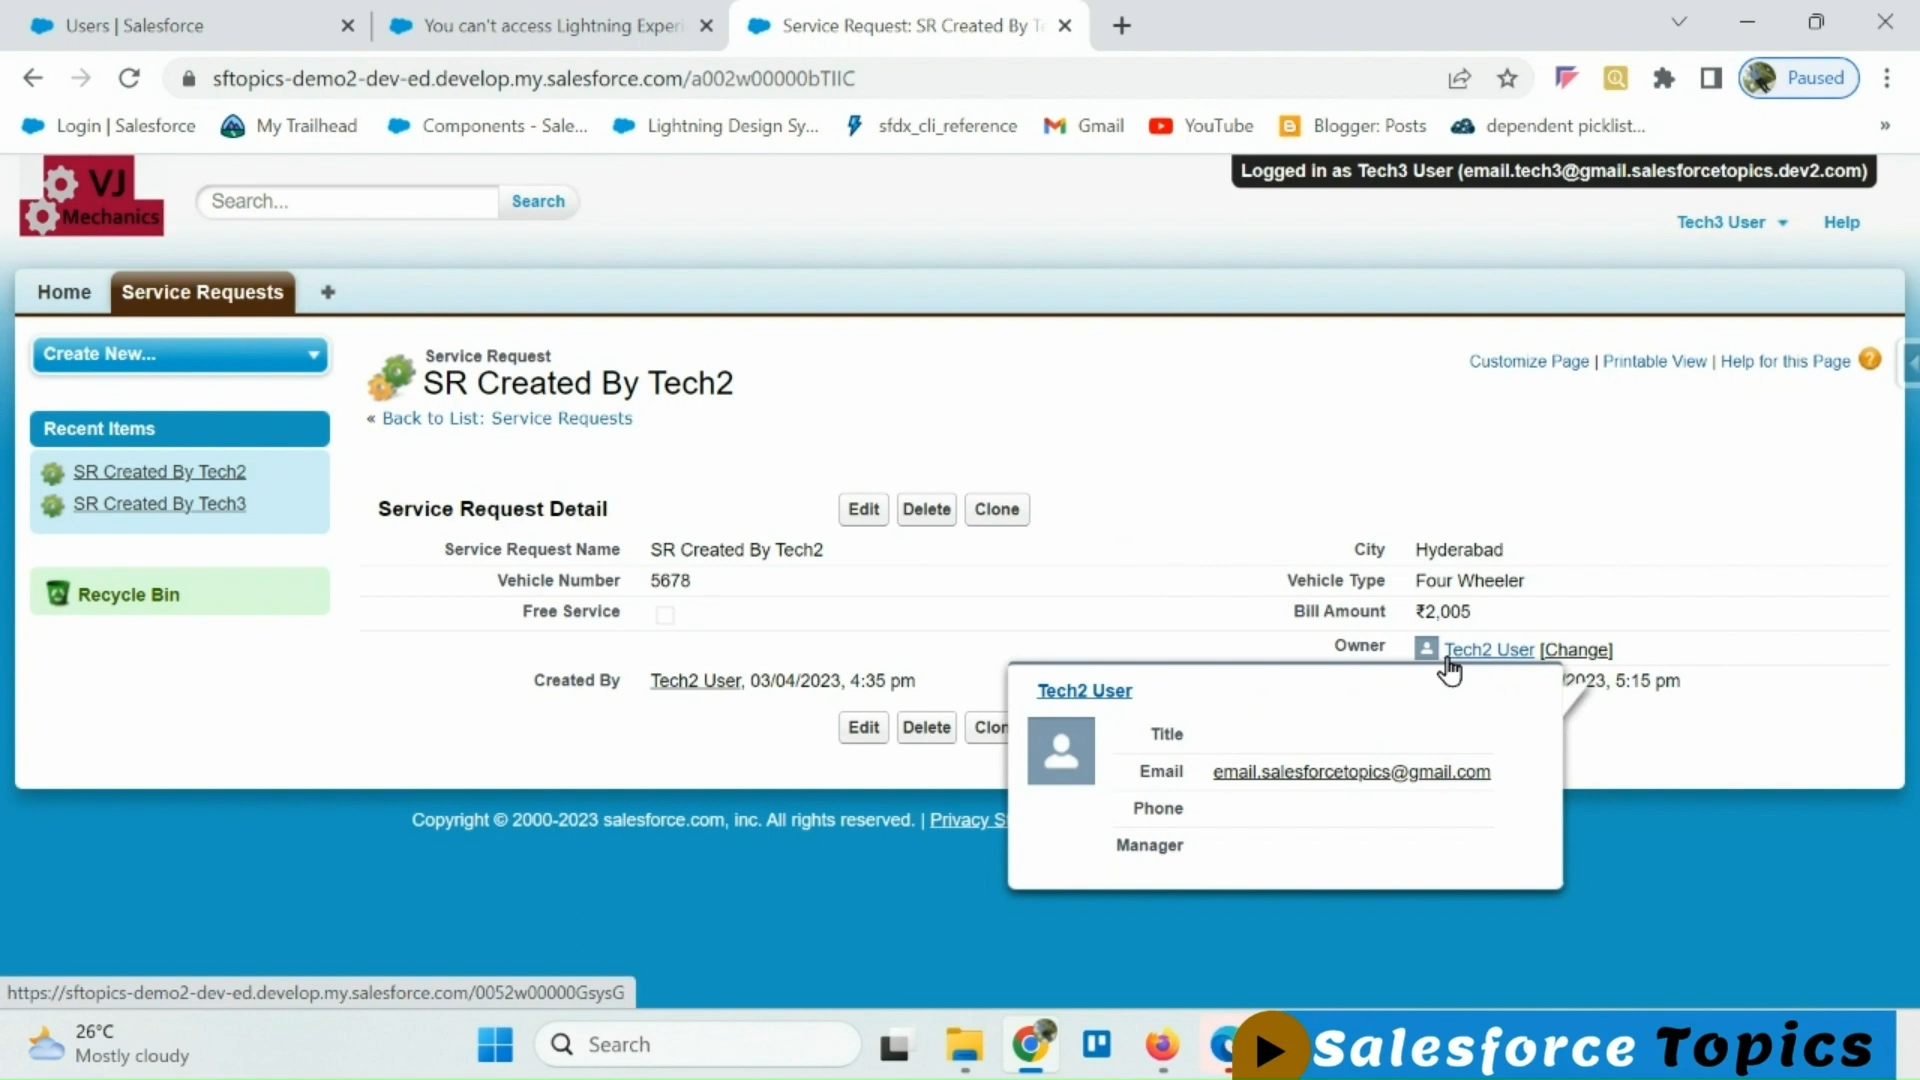 Users | Salesforce
You can't access Lightning Experi
Service Request: SR Created By Te
sftopics-demo2-dev-ed.develop.my.salesforce.com/a002w00000bTIIC
Paused
Login | Salesforce
My Trailhead
Components - Sale...
Lightning Design Sy...
sfdx_cli_reference
Gmail
YouTube
Blogger: Posts
dependent picklist...
»
VJ
Mechanics
Search...
Search
Logged in as Tech3 User (email.tech3@gmail.salesforcetopics.dev2.com)
Tech3 User
Help
Home
Service Requests
+
Create New...
Recent Items
SR Created By Tech2
SR Created By Tech3
Recycle Bin
Service Request
SR Created By Tech2
« Back to List: Service Requests
Customize Page | Printable View | Help for this Page ?
Service Request Detail
Edit
Delete
Clone
Service Request Name SR Created By Tech2
City Hyderabad
Vehicle Number 5678
Vehicle Type Four Wheeler
Free Service
Bill Amount ₹2,005
Owner Tech2 User [Change]
Created By Tech2 User, 03/04/2023, 4:35 pm
/2023, 5:15 pm
Edit
Delete
Clon
Tech2 User
Title
Email email.salesforcetopics@gmail.com
Phone
Manager
Copyright © 2000-2023 salesforce.com, inc. All rights reserved. | Privacy S
https://sftopics-demo2-dev-ed.develop.my.salesforce.com/0052w00000GsysG
26°C
Mostly cloudy
Search
Salesforce Topics